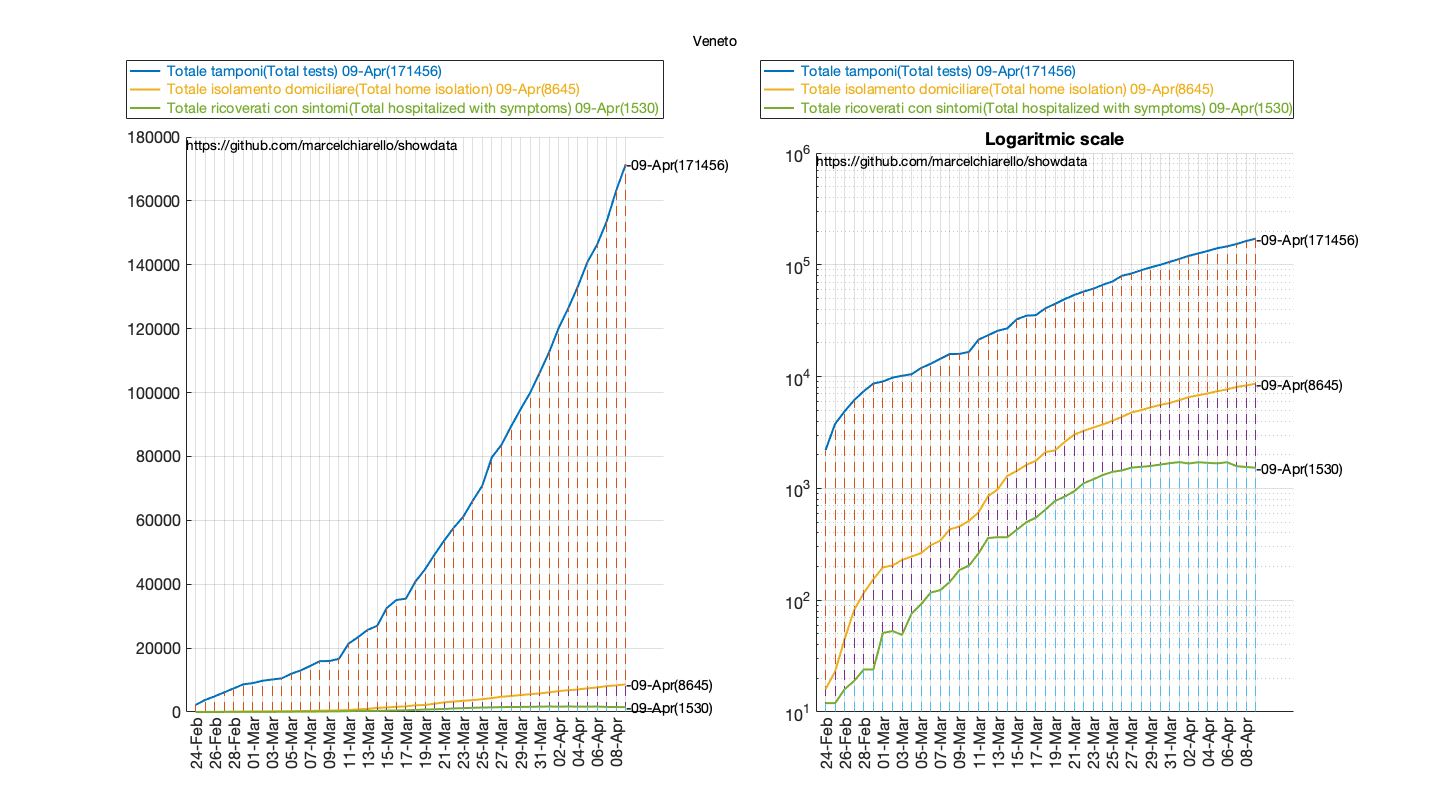 Veneto
Totale tamponi(Total tests) 09-Apr(171456)
Totale isolamento domiciliare(Total home isolation) 09-Apr(8645)
Totale ricoverati con sintomi(Total hospitalized with symptoms) 09-Apr(1530)
180000
https://github.com/marcelchiarello/showdata
-09-Apr(171456)
160000
140000
120000
100000
80000
60000
40000
20000
-09-Apr(8645)
-09-Apr(1530)
0
24-Feb
26-Feb
28-Feb
01-Mar
03-Mar
05-Mar
07-Mar
09-Mar
11-Mar
13-Mar
15-Mar
17-Mar
19-Mar
21-Mar
23-Mar
25-Mar
27-Mar
29-Mar
31-Mar
02-Apr
04-Apr
06-Apr
08-Apr
Totale tamponi(Total tests) 09-Apr(171456)
Totale isolamento domiciliare(Total home isolation) 09-Apr(8645)
Totale ricoverati con sintomi(Total hospitalized with symptoms) 09-Apr(1530)
Logaritmic scale
10^6
https://github.com/marcelchiarello/showdata
-09-Apr(171456)
10^5
10^4
-09-Apr(8645)
10^3
-09-Apr(1530)
10^2
10^1
24-Feb
26-Feb
28-Feb
01-Mar
03-Mar
05-Mar
07-Mar
09-Mar
11-Mar
13-Mar
15-Mar
17-Mar
19-Mar
21-Mar
23-Mar
25-Mar
27-Mar
29-Mar
31-Mar
02-Apr
04-Apr
06-Apr
08-Apr